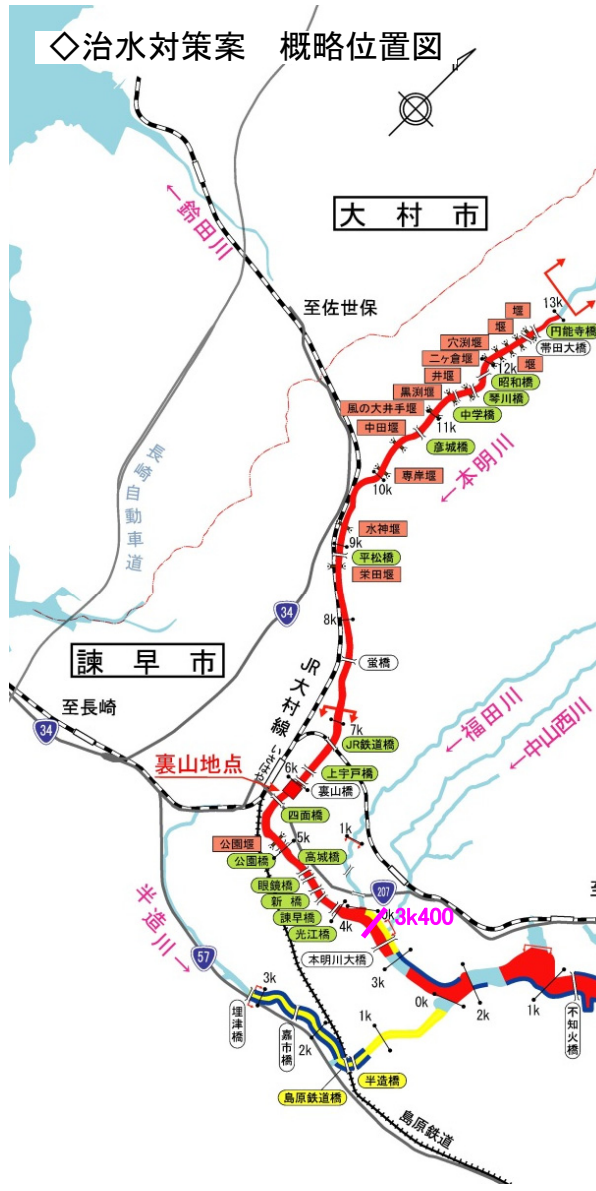 ◇治水対策案 概略位置図
N
←鈴田川
大村市
至佐世保
13k
円能寺橋
帯田大橋
堰
堰
穴渕堰
二ヶ倉堰
12k
堰
井堰
昭和橋
黒渕堰
琴川橋
風の大井手堰
中学橋
11k
中田堰
彦城橋
←本明川
長崎自動車道
10k
専岸堰
水神堰
9k
平松橋
栄田堰
34
8k
諫早市
JR大村線
蛍橋
至長崎
34
7k
←福田川
←中山西川
JR鉄道橋
裏山地点
いさはや
上宇戸橋
6k
裏山橋
四面橋
1k
公園堰
5k
公園橋
高城橋
眼鏡橋
207
新橋
諫早橋
4k
0k
3k400
光江橋
半造川→
本明川大橋
57
3k
3k
0k
2k
1k
不知火橋
埋津橋
嘉市橋
2k
1k
半造橋
島原鉄道橋
島原鉄道